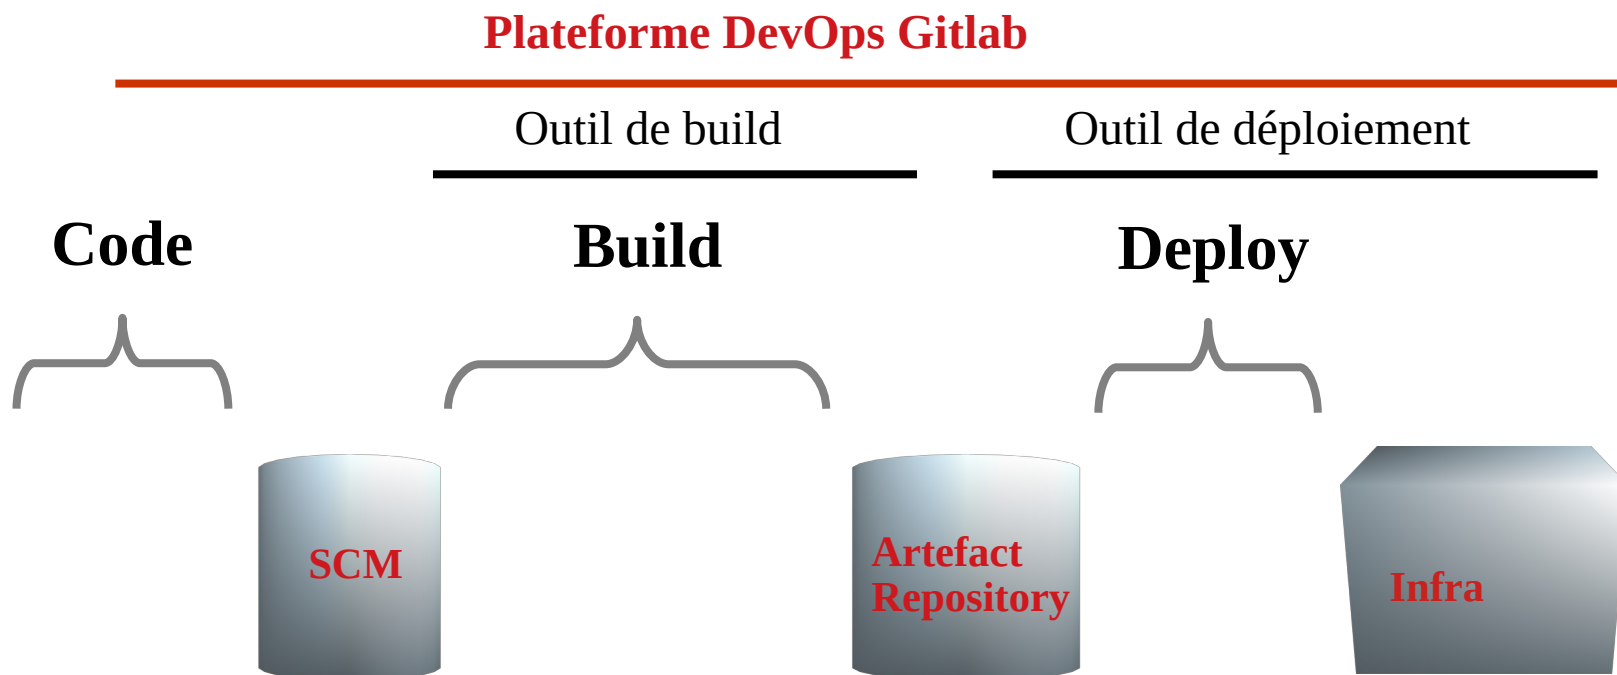 Plateforme DevOps Gitlab
Outil de build
Outil de déploiement
Code
Build
Deploy
SCM
Artefact
Repository
Infra